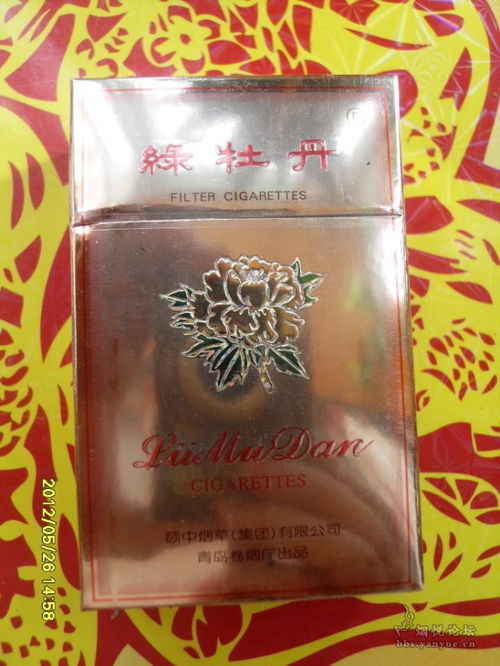 ®
綠牡丹
FILTER CIGARETTES
LüMuDan
CIGARETTES
颐中烟草(集团)有限公司
青岛卷烟厂出品
2012/05/26 14:58
烟悦论坛
bbs.yanyue.cn